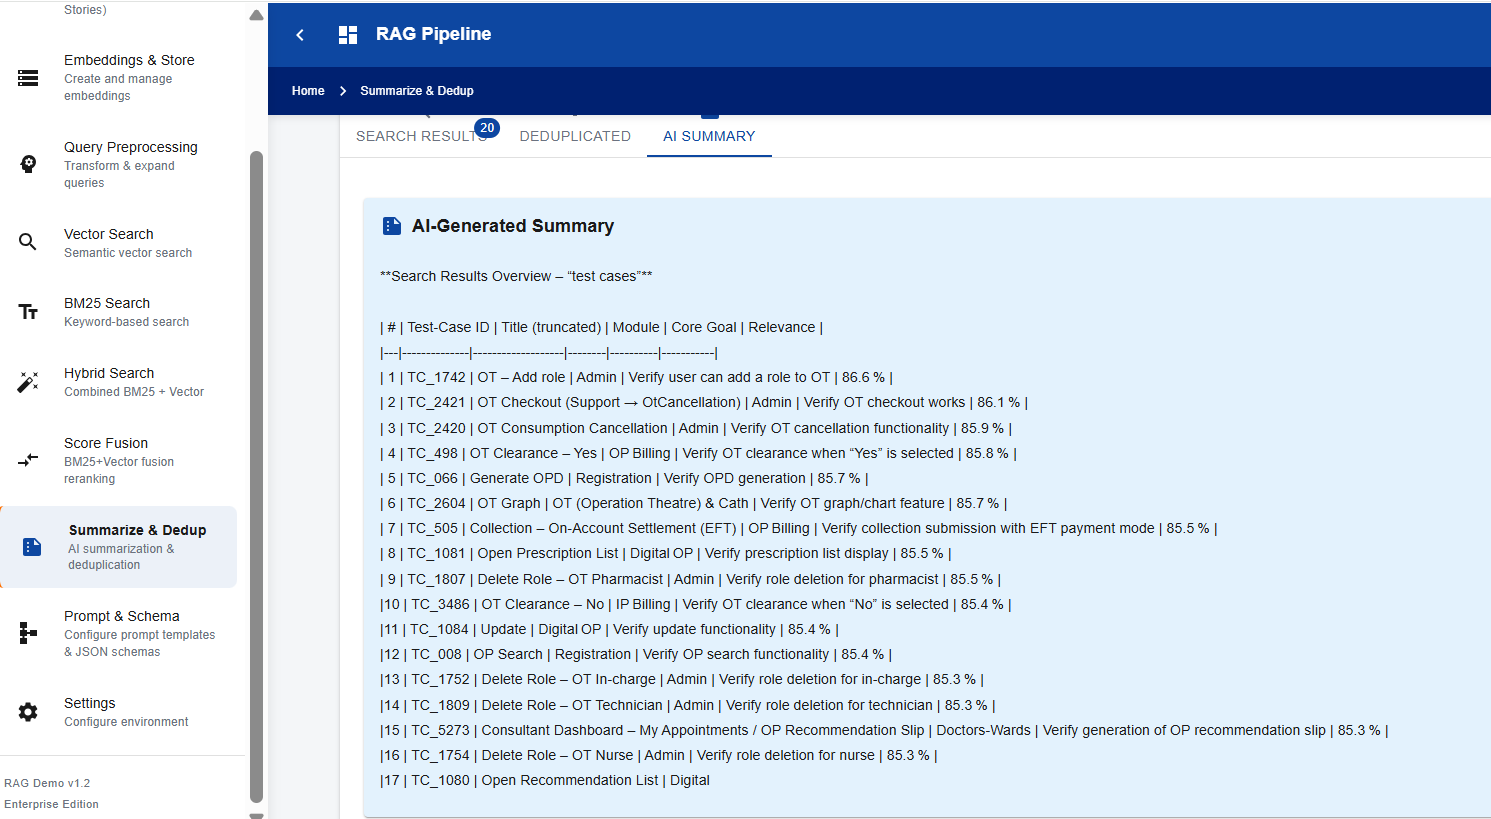 Stories)
Embeddings & Store
Create and manage
embeddings
Query Preprocessing
Transform & expand
queries
Vector Search
Semantic vector search
BM25 Search
Keyword-based search
Hybrid Search
Combined BM25 + Vector
Score Fusion
BM25+Vector fusion
reranking
Summarize & Dedup
AI summarization &
deduplication
Prompt & Schema
Configure prompt templates
& JSON schemas
Settings
Configure environment
RAG Demo v1.2
Enterprise Edition
RAG Pipeline
Home > Summarize & Dedup
SEARCH RESULTS 20 DEDUPLICATED AI SUMMARY
AI-Generated Summary
**Search Results Overview – “test cases”**
| # | Test-Case ID | Title (truncated) | Module | Core Goal | Relevance |
|---|--------------|-------------------|--------|----------|-----------|
| 1 | TC_1742 | OT – Add role | Admin | Verify user can add a role to OT | 86.6 % |
| 2 | TC_2421 | OT Checkout (Support → OtCancellation) | Admin | Verify OT checkout works | 86.1 % |
| 3 | TC_2420 | OT Consumption Cancellation | Admin | Verify OT cancellation functionality | 85.9 % |
| 4 | TC_498 | OT Clearance – Yes | OP Billing | Verify OT clearance when “Yes” is selected | 85.8 % |
| 5 | TC_066 | Generate OPD | Registration | Verify OPD generation | 85.7 % |
| 6 | TC_2604 | OT Graph | OT (Operation Theatre) & Cath | Verify OT graph/chart feature | 85.7 % |
| 7 | TC_505 | Collection – On-Account Settlement (EFT) | OP Billing | Verify collection submission with EFT payment mode | 85.5 % |
| 8 | TC_1081 | Open Prescription List | Digital OP | Verify prescription list display | 85.5 % |
| 9 | TC_1807 | Delete Role – OT Pharmacist | Admin | Verify role deletion for pharmacist | 85.5 % |
|10 | TC_3486 | OT Clearance – No | IP Billing | Verify OT clearance when “No” is selected | 85.4 % |
|11 | TC_1084 | Update | Digital OP | Verify update functionality | 85.4 % |
|12 | TC_008 | OP Search | Registration | Verify OP search functionality | 85.4 % |
|13 | TC_1752 | Delete Role – OT In-charge | Admin | Verify role deletion for in-charge | 85.3 % |
|14 | TC_1809 | Delete Role – OT Technician | Admin | Verify role deletion for technician | 85.3 % |
|15 | TC_5273 | Consultant Dashboard – My Appointments / OP Recommendation Slip | Doctors-Wards | Verify generation of OP recommendation slip | 85.3 % |
|16 | TC_1754 | Delete Role – OT Nurse | Admin | Verify role deletion for nurse | 85.3 % |
|17 | TC_1080 | Open Recommendation List | Digital